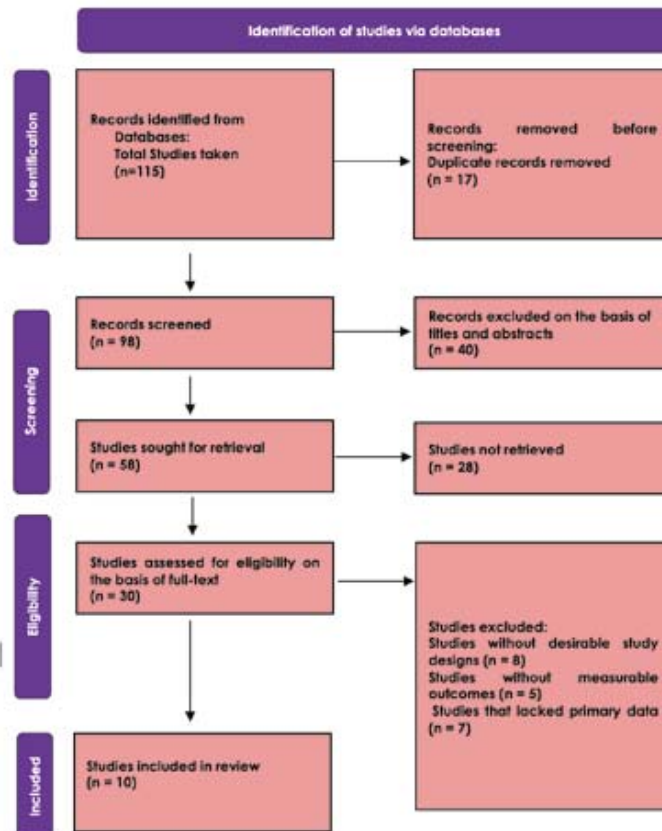 Identification of studies via databases
Identification
Records identified from
Databases:
Total Studies taken
(n=115)
Records removed before
screening:
Duplicate records removed
(n = 17)
Screening
Records screened
(n = 98)
Records excluded on the basis of
titles and abstracts
(n = 40)
Studies sought for retrieval
(n = 58)
Studies not retrieved
(n = 28)
Eligibility
Studies assessed for eligibility on
the basis of full-text
(n = 30)
Studies excluded:
Studies without desirable study
designs (n = 8)
Studies without measurable
outcomes (n = 5)
Studies that lacked primary data
(n = 7)
Included
Studies included in review
(n = 10)